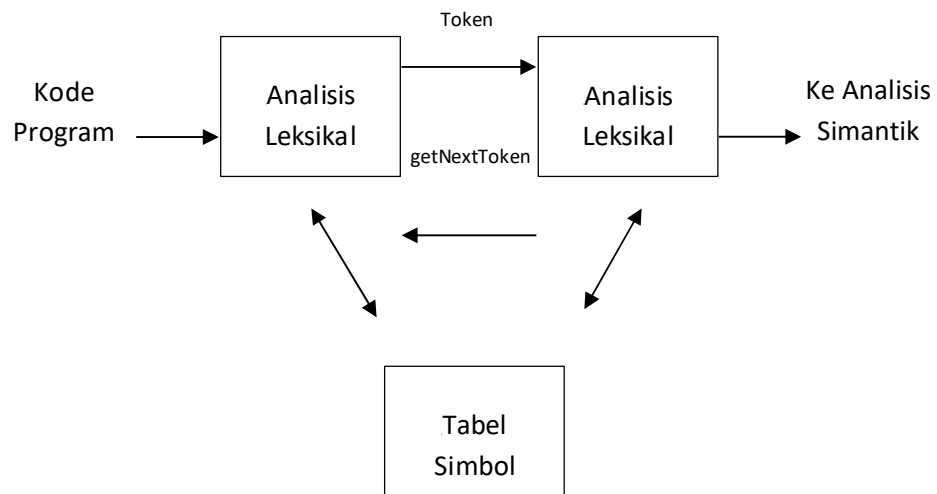 Token
Kode
Program
Analisis
Leksikal
getNextToken
Analisis
Leksikal
Ke Analisis
Simantik
Tabel
Simbol